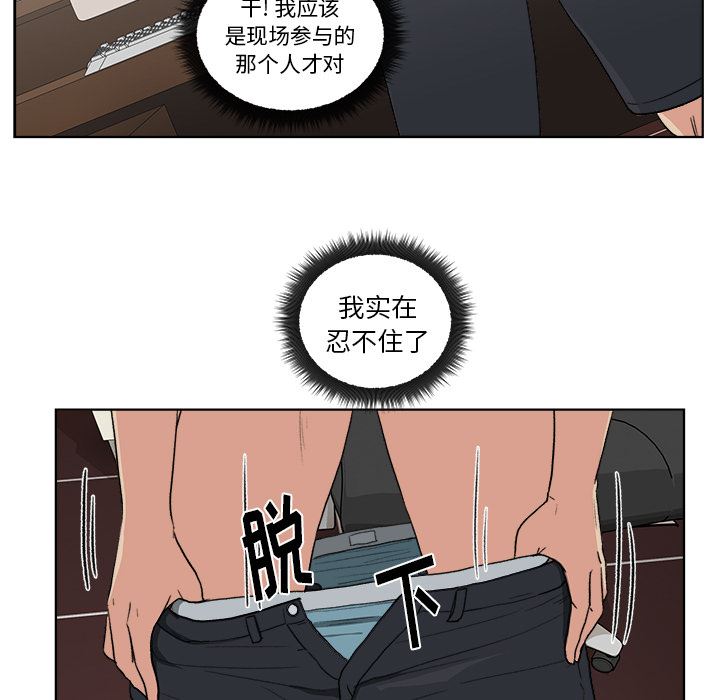 干! 我应该
是现场参与的
那个人才对
我实在
忍不住了
脱
下